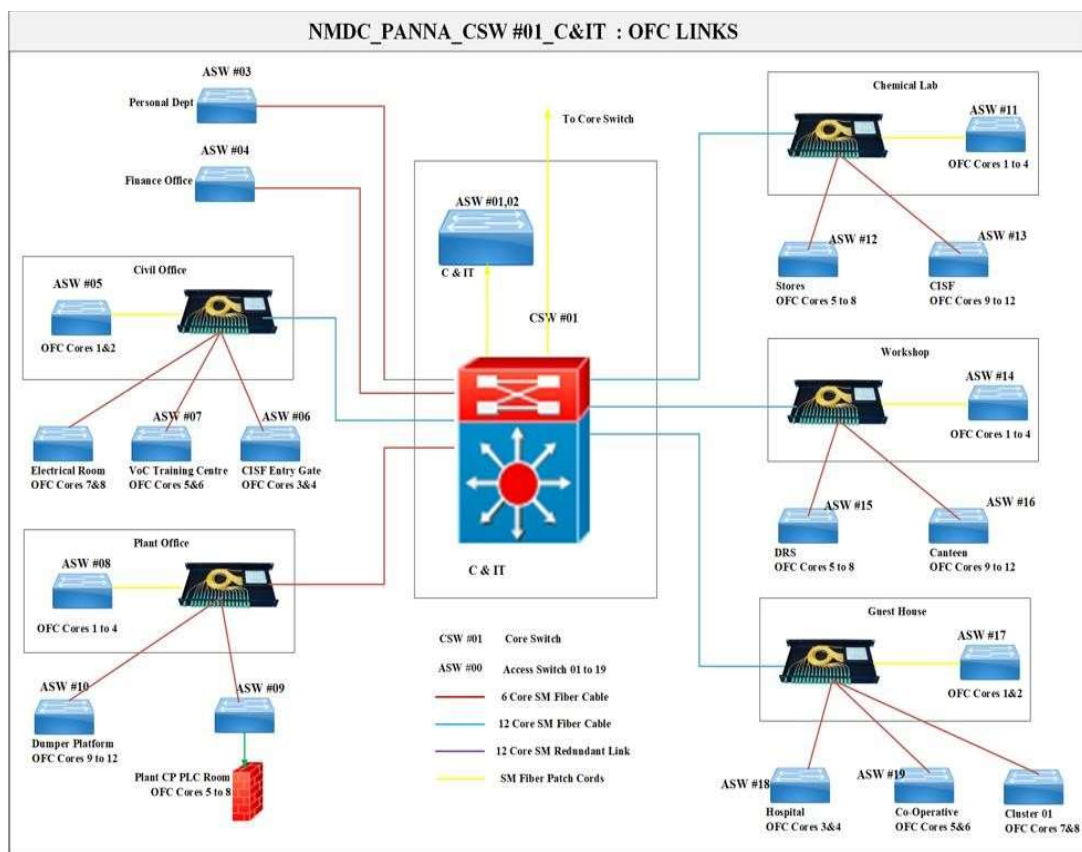 NMDC_PANNA_CSW #01_C&IT : OFC LINKS
ASW #03
Personal Dept
ASW #04
Finance Office
To Core Switch
ASW #01,02
C & IT
CSW #01
C & IT
Civil Office
ASW #05
OFC Cores 1&2
ASW #07
ASW #06
Electrical Room
OFC Cores 7&8
VoC Training Centre
OFC Cores 5&6
CISF Entry Gate
OFC Cores 3&4
Plant Office
ASW #08
OFC Cores 1 to 4
ASW #10
ASW #09
Dumper Platform
OFC Cores 9 to 12
Plant CP PLC Room
OFC Cores 5 to 8
CSW #01 Core Switch
ASW #00 Access Switch 01 to 19
6 Core SM Fiber Cable
12 Core SM Fiber Cable
12 Core SM Redundant Link
SM Fiber Patch Cords
Chemical Lab
ASW #11
OFC Cores 1 to 4
ASW #12
ASW #13
Stores
OFC Cores 5 to 8
CISF
OFC Cores 9 to 12
Workshop
ASW #14
OFC Cores 1 to 4
ASW #15
ASW #16
DRS
OFC Cores 5 to 8
Canteen
OFC Cores 9 to 12
Guest House
ASW #17
OFC Cores 1&2
ASW #18
ASW #19
Hospital
OFC Cores 3&4
Co-Operative
OFC Cores 5&6
Cluster 01
OFC Cores 7&8